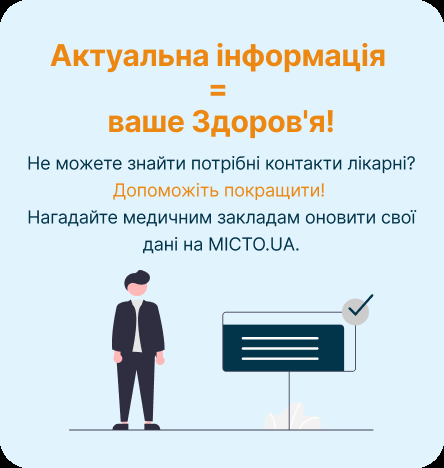 Актуальна інформація
=
ваше Здоров'я!
Не можете знайти потрібні контакти лікарні?
Допоможіть покращити!
Нагадайте медичним закладам оновити свої
дані на МІСТО.UA.